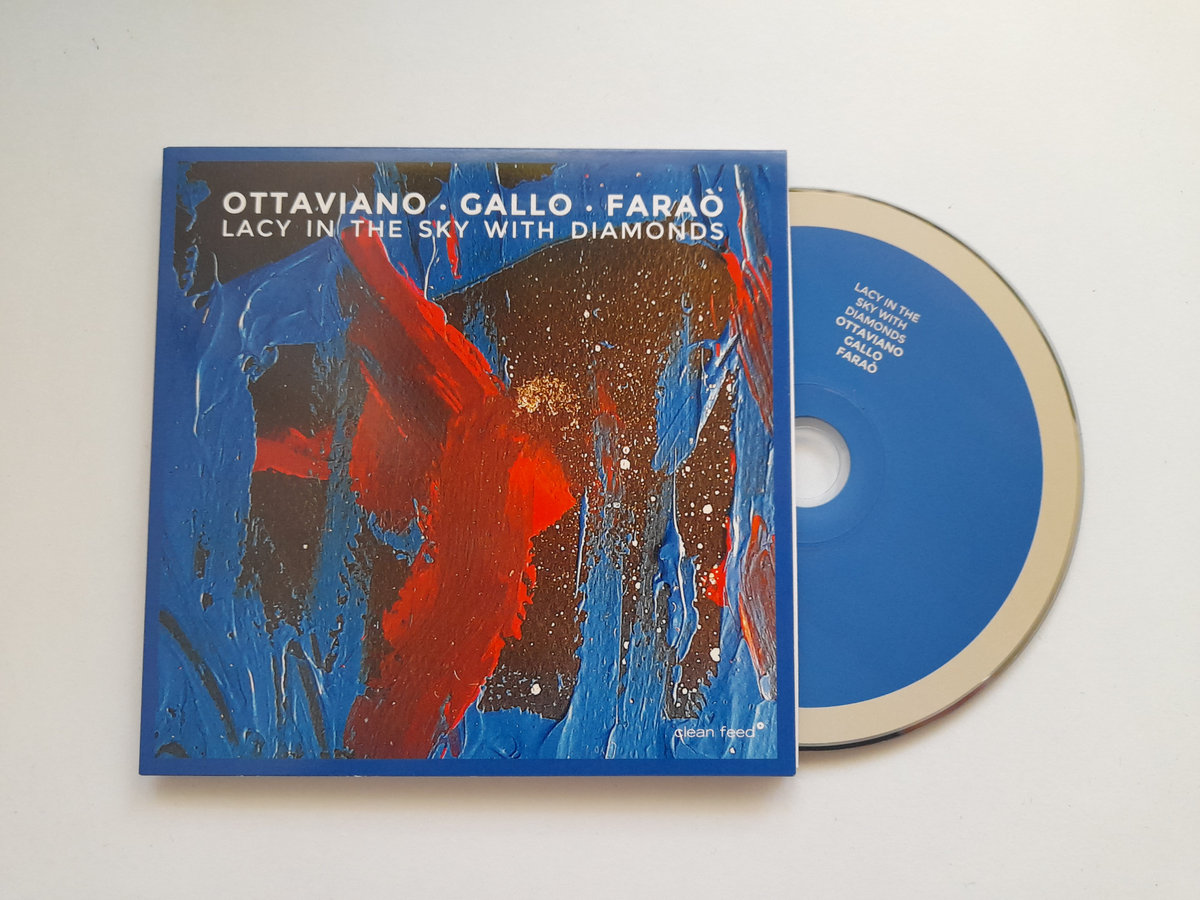 OTTAVIANO · GALLO · FARAÒ
LACY IN THE SKY WITH DIAMONDS
clean feed
LACY IN THE
SKY WITH
DIAMONDS
OTTAVIANO
GALLO
FARAÒ